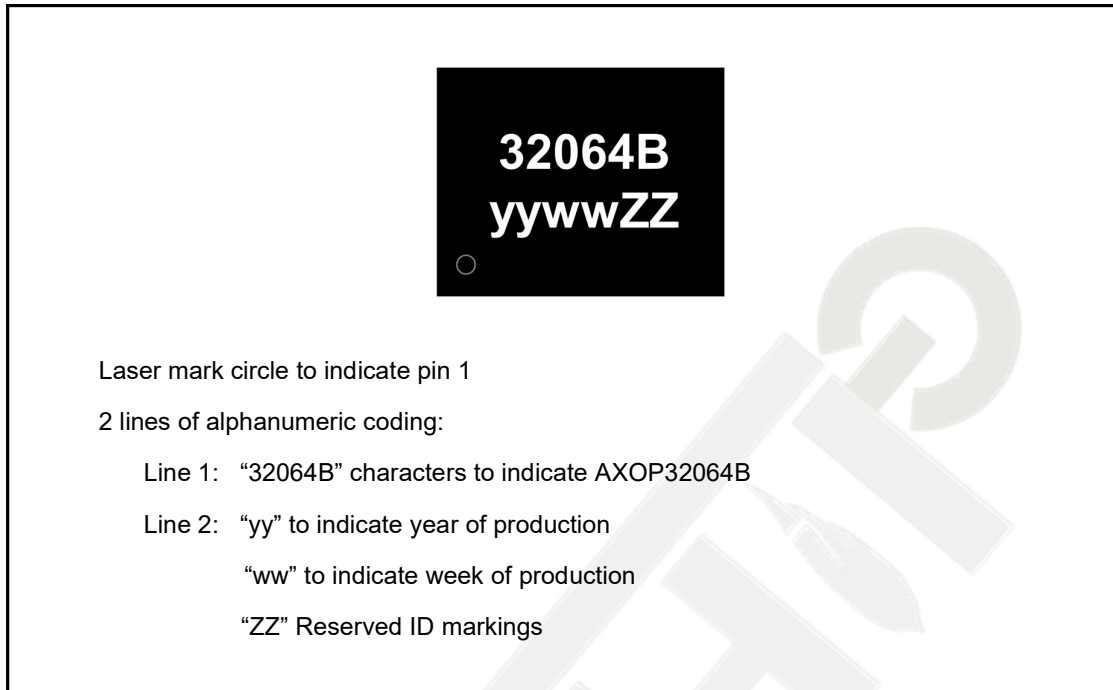 32064B
yywwZZ
Laser mark circle to indicate pin 1
2 lines of alphanumeric coding:
Line 1: “32064B” characters to indicate AXOP32064B
Line 2: “yy” to indicate year of production
“ww” to indicate week of production
“ZZ” Reserved ID markings